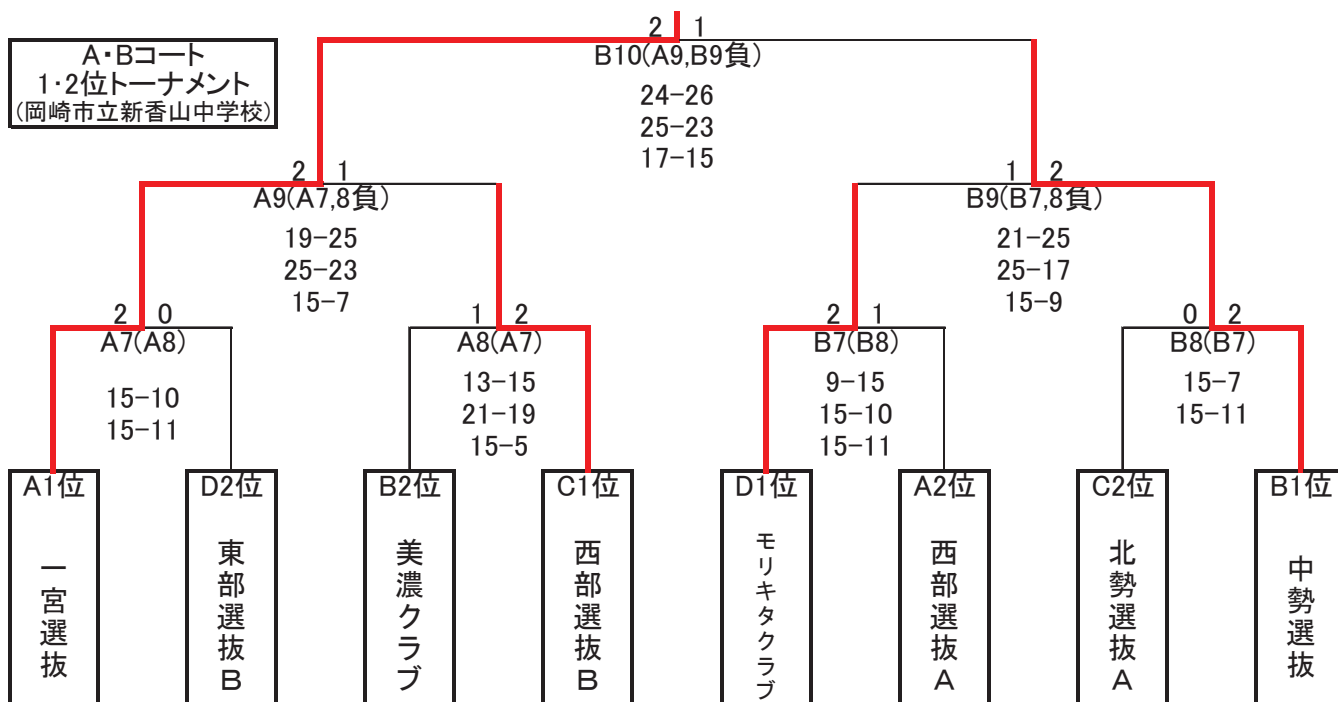 A・Bコート
1・2位トーナメント
(岡崎市立新香山中学校)
2 1
B10(A9,B9負)
24-26
25-23
17-15
2 1
A9(A7,8負)
19-25
25-23
15-7
1 2
B9(B7,8負)
21-25
25-17
15-9
2 0
A7(A8)
15-10
15-11
1 2
A8(A7)
13-15
21-19
15-5
2 1
B7(B8)
9-15
15-10
15-11
0 2
B8(B7)
15-7
15-11
A1位
一宮選抜
D2位
東部選抜B
B2位
美濃クラブ
C1位
西部選抜B
D1位
モリキタクラブ
A2位
西部選抜A
C2位
北勢選抜A
B1位
中勢選抜